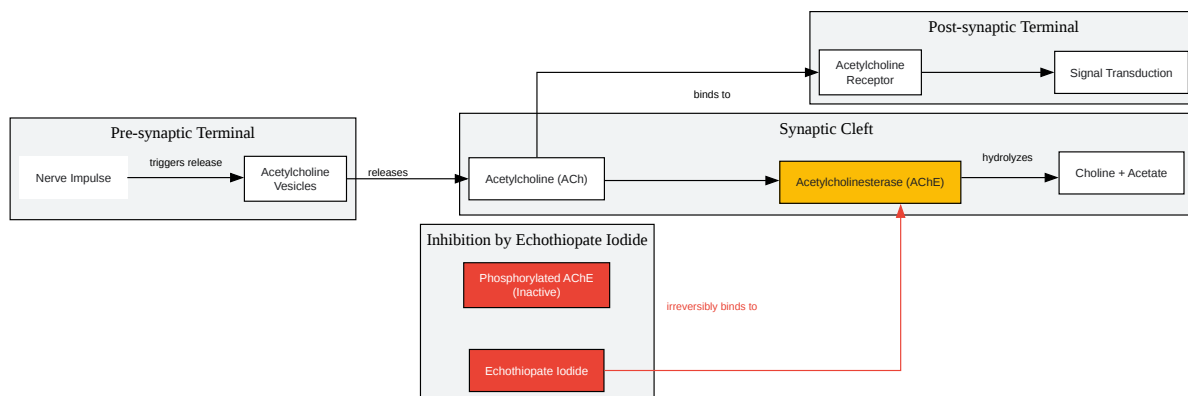 Post-synaptic Terminal
Acetylcholine
Receptor
Signal Transduction
binds to
Pre-synaptic Terminal
Nerve Impulse
triggers release
Acetylcholine
Vesicles
releases
Synaptic Cleft
Acetylcholine (ACh)
Acetylcholinesterase (AChE)
hydrolyzes
Choline + Acetate
Inhibition by Echothiopate Iodide
Phosphorylated AChE
(Inactive)
irreversibly binds to
Echothiopate Iodide